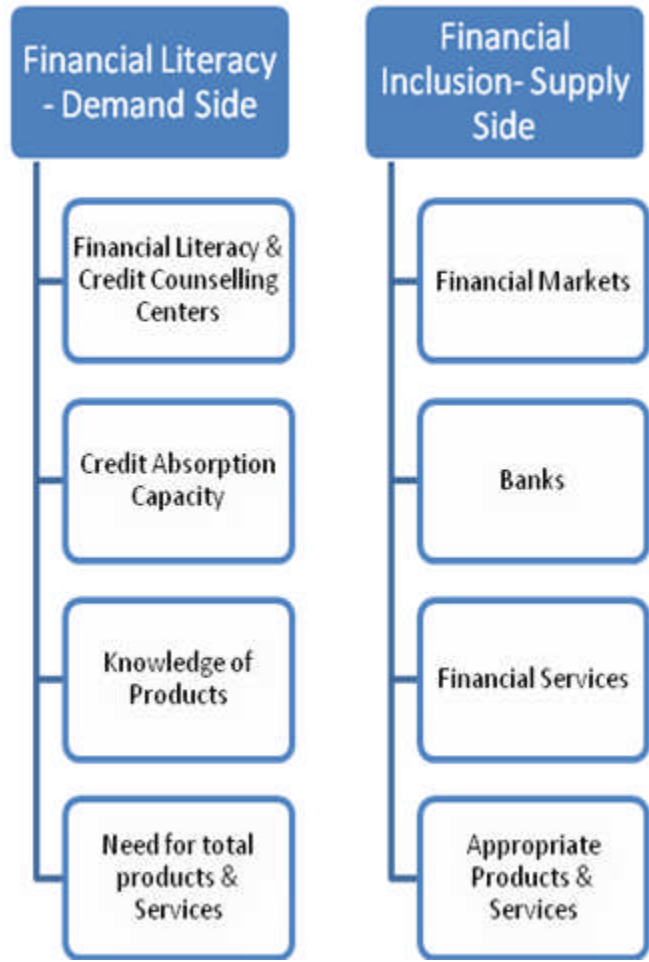 Financial Literacy
- Demand Side
Financial Literacy &
Credit Counselling
Centers
Credit Absorption
Capacity
Knowledge of
Products
Need for total
products &
Services
Financial
Inclusion- Supply
Side
Financial Markets
Banks
Financial Services
Appropriate
Products &
Services